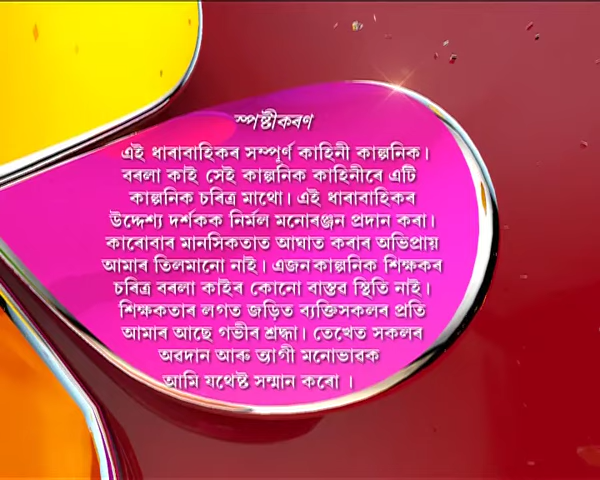 স্পষ্টীকৰণ
এই ধাৰাবাহিকৰ সম্পূৰ্ণ কাহিনী কাল্পনিক।
বৰলা কাই সেই কাল্পনিক কাহিনীৰে এটি
কাল্পনিক চৰিত্ৰ মাথো। এই ধাৰাবাহিকৰ
উদ্দেশ্য দৰ্শকক নিৰ্মল মনোৰঞ্জন প্ৰদান কৰা।
কাৰোবাৰ মানসিকতাত আঘাত কৰাৰ অভিপ্ৰায়
আমাৰ তিলমানো নাই। এজন কাল্পনিক শিক্ষকৰ
চৰিত্ৰ বৰলা কাইৰ কোনো বাস্তৱ স্থিতি নাই।
শিক্ষকতাৰ লগত জড়িত ব্যক্তিসকলৰ প্ৰতি
আমাৰ আছে গভীৰ শ্ৰদ্ধা। তেখেত সকলৰ
অৱদান আৰু ত্যাগী মনোভাৱক
আমি যথেষ্ট সন্মান কৰো ।